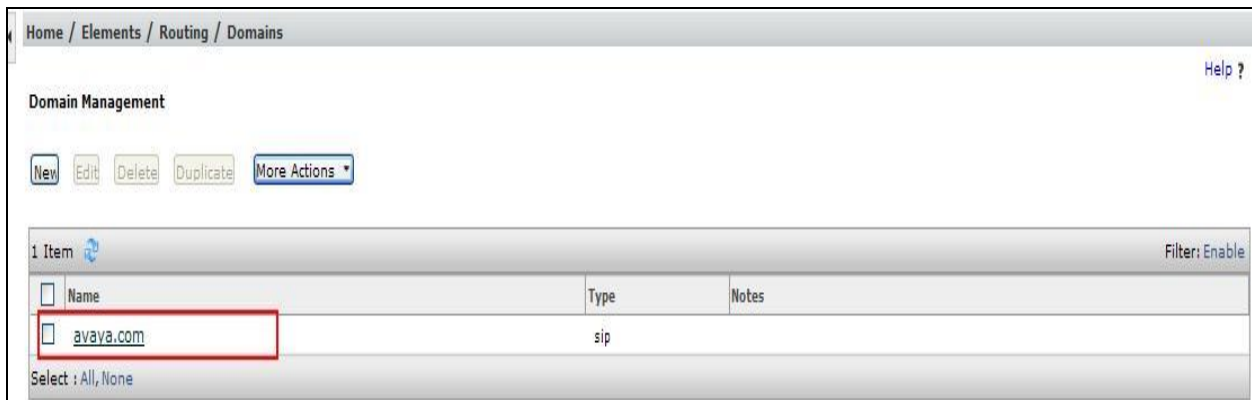 Home / Elements / Routing / Domains
Help ?
Domain Management
New Edit Delete Duplicate More Actions
1 Item Filter: Enable
Name Type Notes
avaya.com sip
Select : All, None